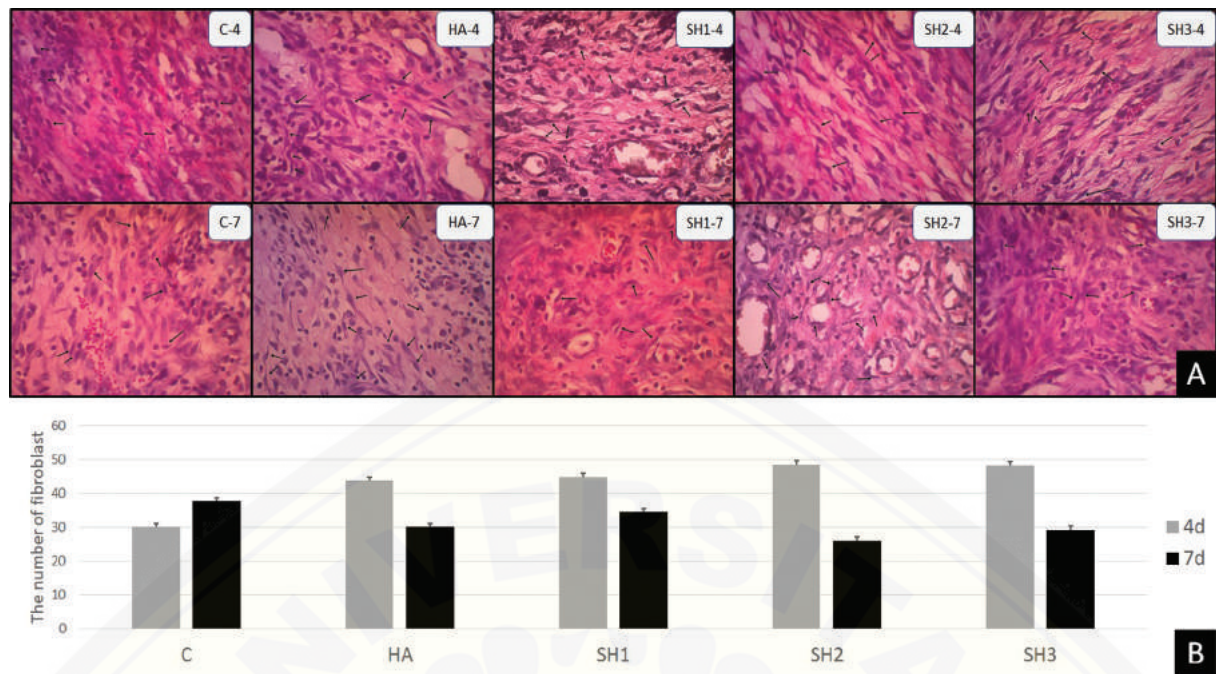 C-4 HA-4 SH1-4 SH2-4 SH3-4
C-7 HA-7 SH1-7 SH2-7 SH3-7
A
The number of fibroblast
60
50
40
30
20
10
0
C HA SH1 SH2 SH3
4d
7d
B
UNIVERSITA